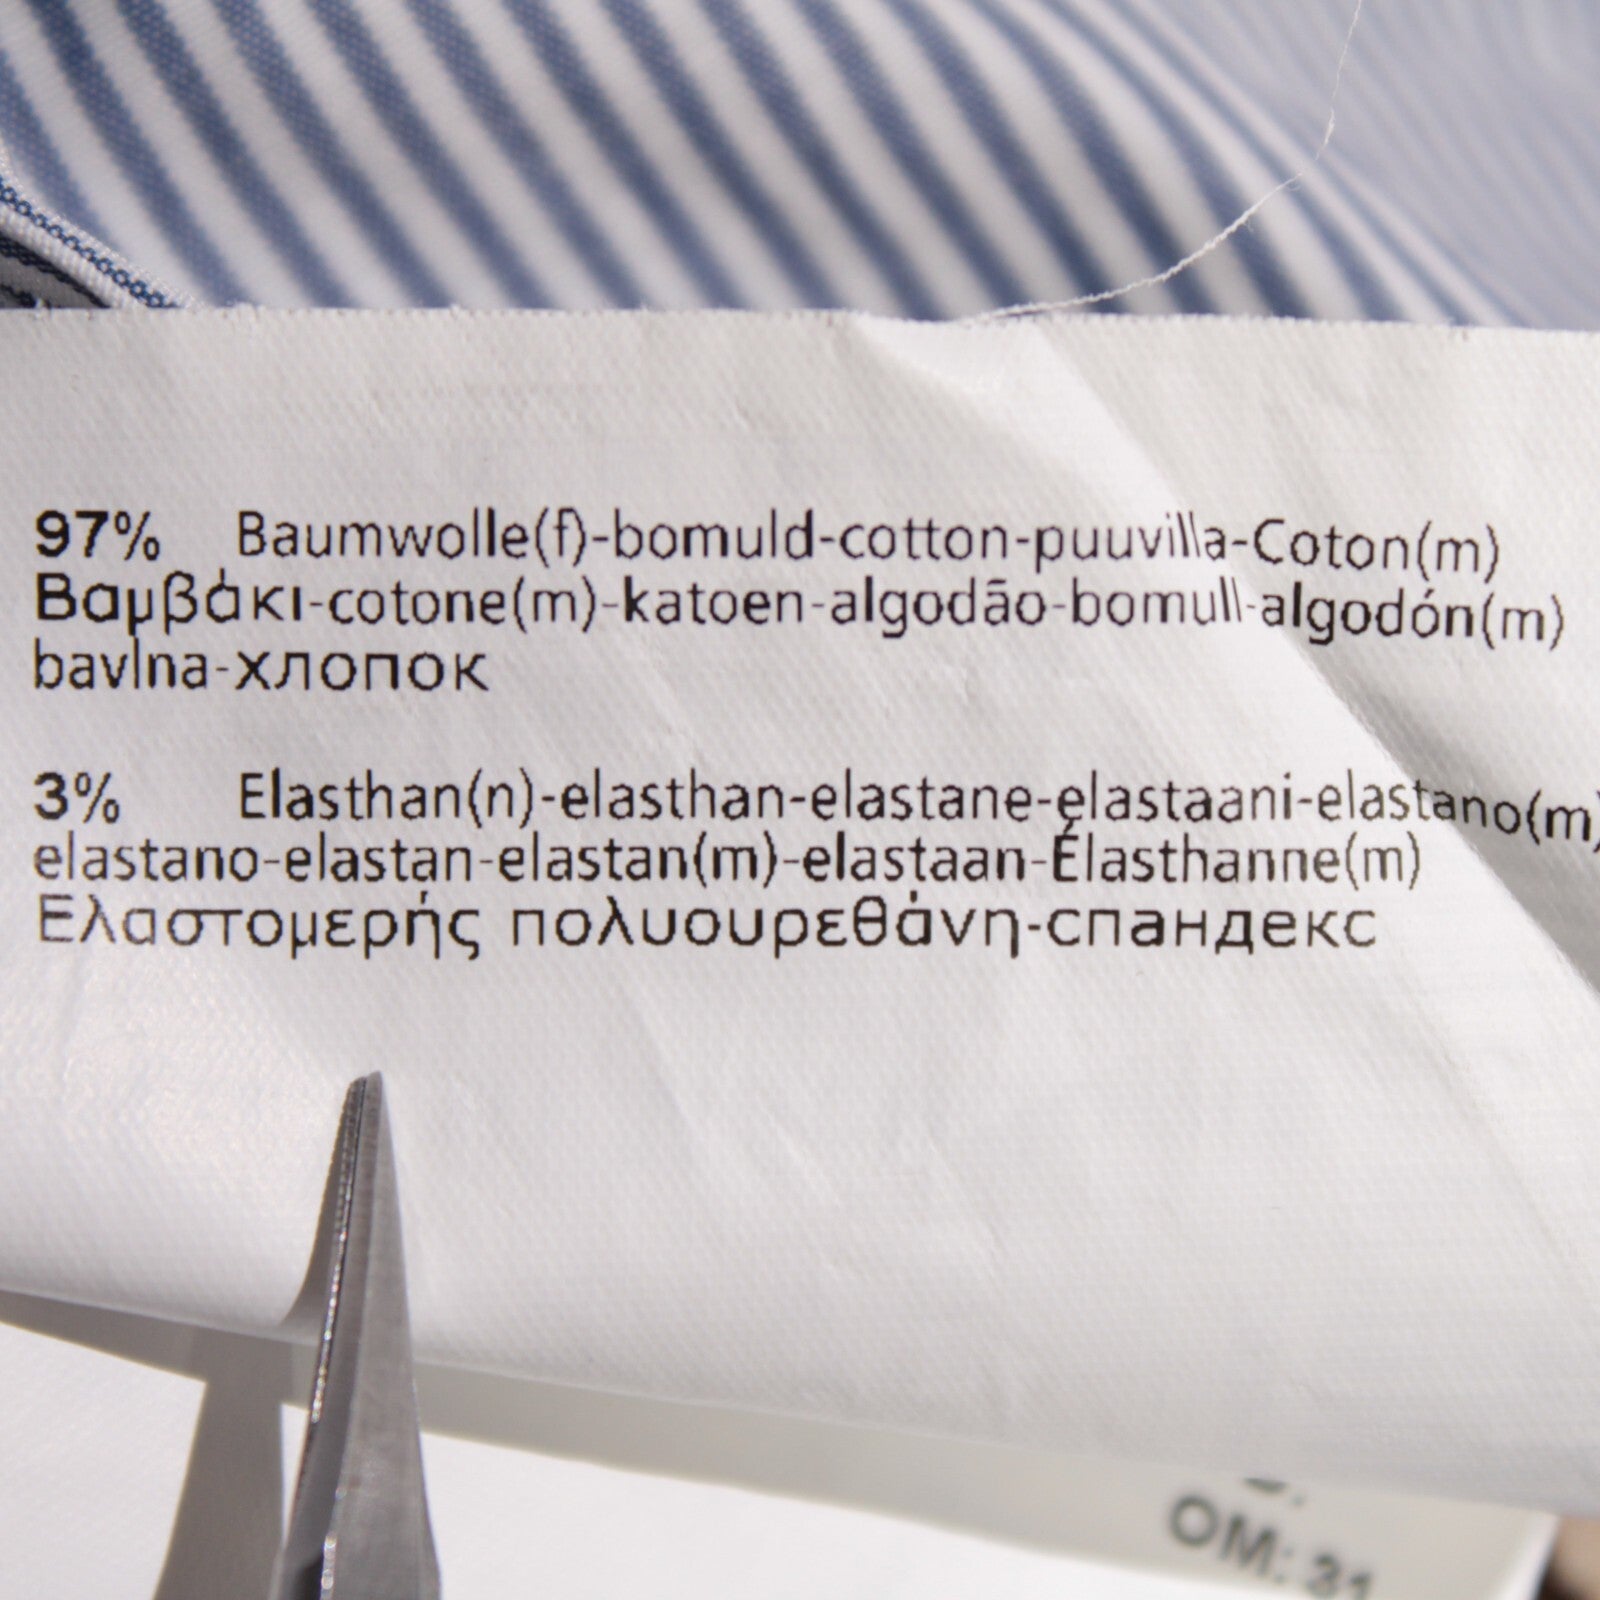 97% Baumwolle(f)-bomuld-cotton-puuvilla-Coton(m)
Βαμβάκι-cotone(m)-katoen-algodão-bomull-algodón(m)
bavlna-хлопок
3% Elasthan(n)-elasthan-elastane-elastaani-elastano(m)
elastano-elastan-elastan(m)-elastaan-Élasthanne(m)
Ελαστομερής πολυουρεθάνη-спандекс
OM: 31